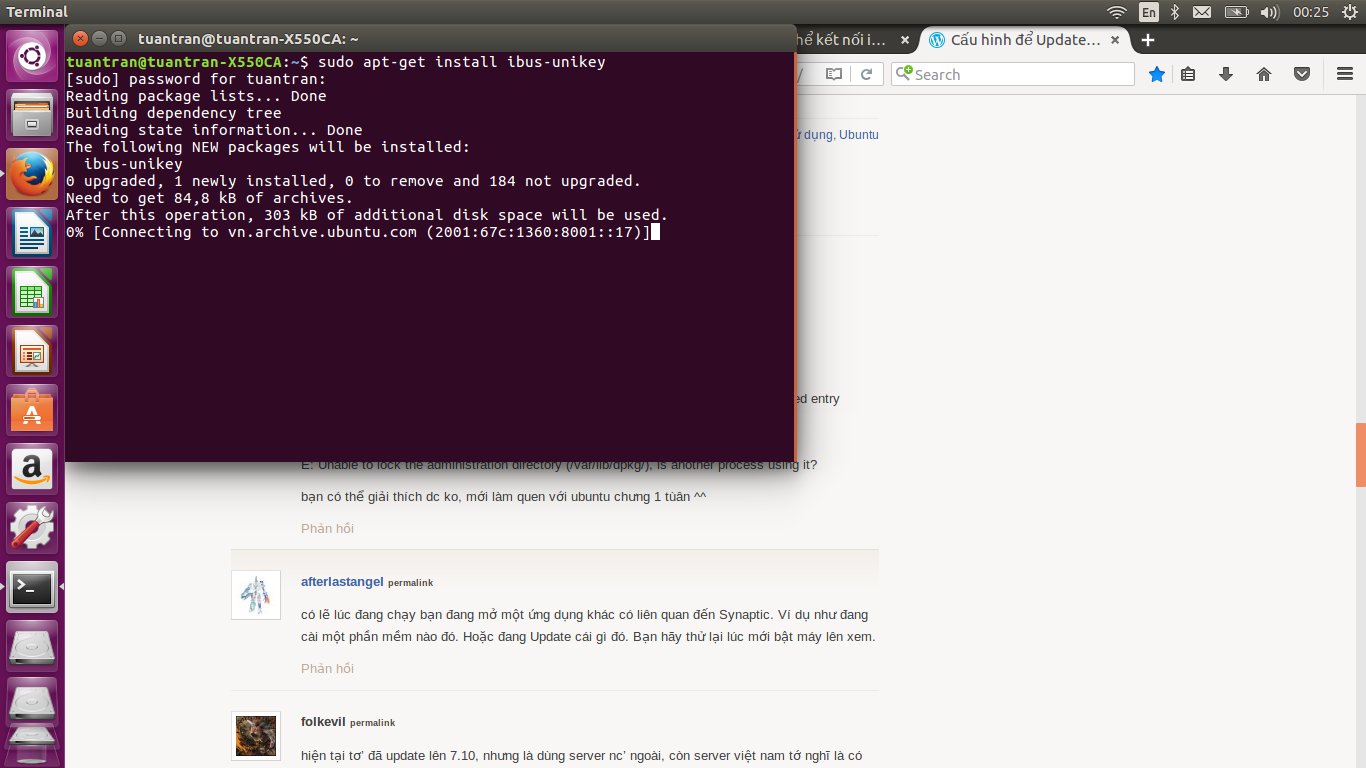 Terminal
En
00:25
tuantran@tuantran-X550CA: ~
hể kết nối i...
Cấu hình để Update...
Search
tuantran@tuantran-X550CA:~$ sudo apt-get install ibus-unikey
[sudo] password for tuantran:
Reading package lists... Done
Building dependency tree
Reading state information... Done
The following NEW packages will be installed:
ibus-unikey
0 upgraded, 1 newly installed, 0 to remove and 184 not upgraded.
Need to get 84,8 kB of archives.
After this operation, 303 kB of additional disk space will be used.
0% [Connecting to vn.archive.ubuntu.com (2001:67c:1360:8001::17)]
dụng, Ubuntu
ed entry
E: Unable to lock the administration directory (/var/lib/dpkg/), is another process using it?
bạn có thể giải thích dc ko, mới làm quen với ubuntu chưng 1 tùân ^^
Phản hồi
afterlastangel permalink
có lẽ lúc đang chạy bạn đang mở một ứng dụng khác có liên quan đến Synaptic. Ví dụ như đang
cài một phần mềm nào đó. Hoặc đang Update cái gì đó. Bạn hãy thử lại lúc mới bật máy lên xem.
Phản hồi
folkevil permalink
hiện tại tơ' đã update lên 7.10, nhưng là dùng server nc' ngoài, còn server việt nam tớ nghĩ là có